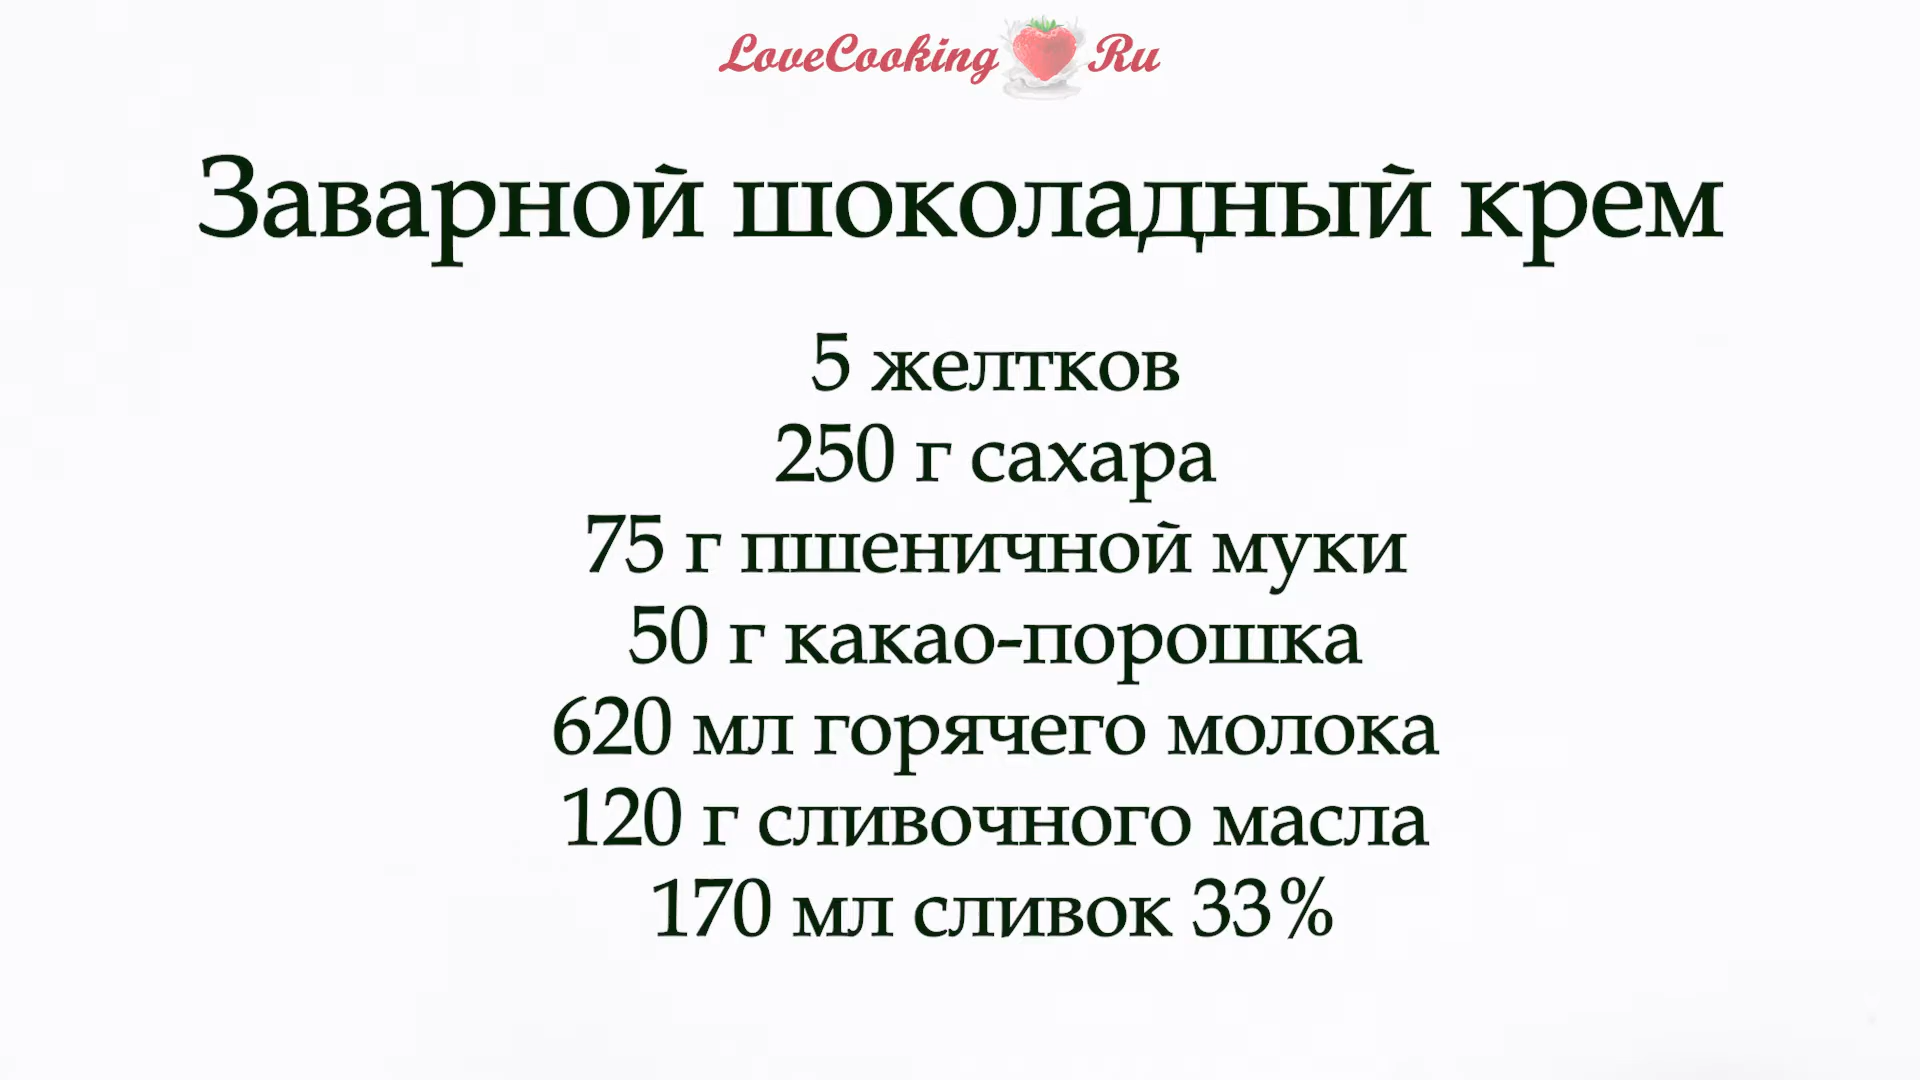 LoveCooking Ru
Заварной шоколадный крем
5 желтков
250 г сахара
75 г пшеничной муки
50 г какао-порошка
620 мл горячего молока
120 г сливочного масла
170 мл сливок 33%